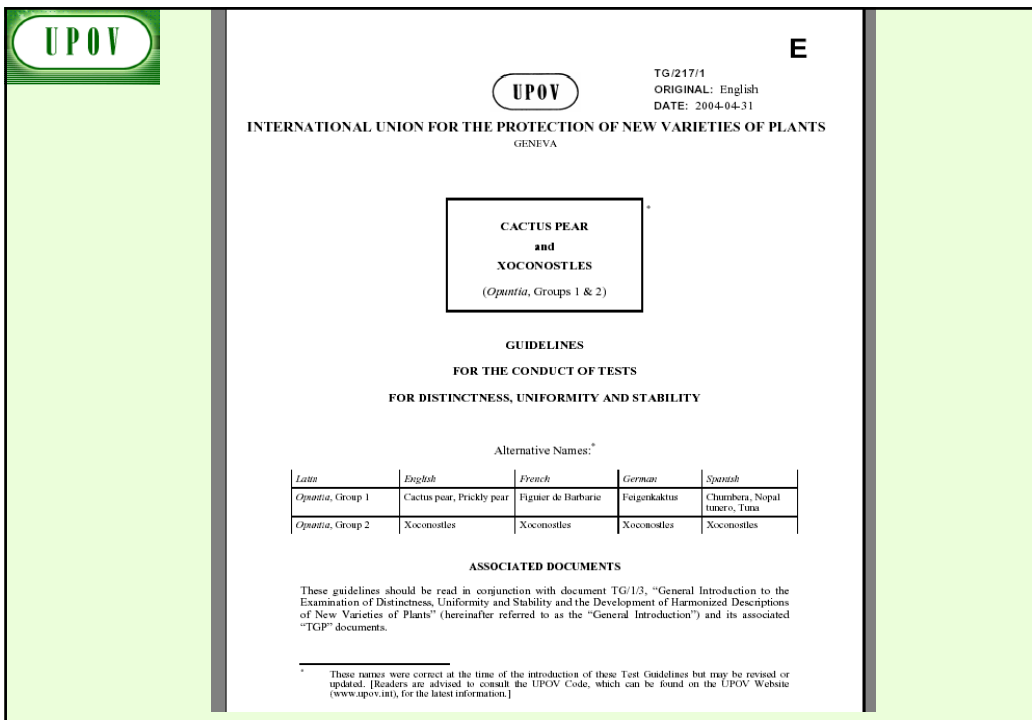 UPOV
E
TG/217/1
UPOV
ORIGINAL: English
DATE: 2004-04-31
INTERNATIONAL UNION FOR THE PROTECTION OF NEW VARIETIES OF PLANTS
GENEVA
*
CACTUS PEAR
and
XOCONOSTLES
(Opuntia, Groups 1 & 2)
GUIDELINES
FOR THE CONDUCT OF TESTS
FOR DISTINCTNESS, UNIFORMITY AND STABILITY
Alternative Names:*
Latin English French German Spanish
Opuntia, Group 1 Cactus pear, Prickly pear Figuier de Barbarie Feigenkaktus Chumbera, Nopal
tunero, Tuna
Opuntia, Group 2 Xoconostles Xoconostles Xoconostles Xoconostles
ASSOCIATED DOCUMENTS
These guidelines should be read in conjunction with document TG/1/3, “General Introduction to the
Examination of Distinctness, Uniformity and Stability and the Development of Harmonized Descriptions
of New Varieties of Plants” (hereinafter referred to as the “General Introduction”) and its associated
“TGP” documents.
* These names were correct at the time of the introduction of these Test Guidelines but may be revised or
updated. [Readers are advised to consult the UPOV Code, which can be found on the UPOV Website
(www.upov.int), for the latest information.]